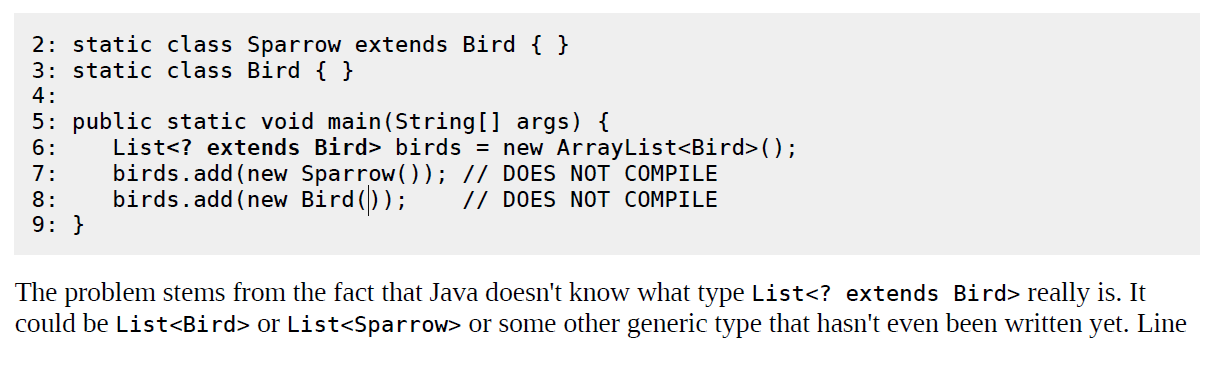 2: static class Sparrow extends Bird { }
3: static class Bird { }
4:
5: public static void main(String[] args) {
6:    List<? extends Bird> birds = new ArrayList<Bird>();
7:    birds.add(new Sparrow()); // DOES NOT COMPILE
8:    birds.add(new Bird());    // DOES NOT COMPILE
9: }
The problem stems from the fact that Java doesn't know what type List<? extends Bird> really is. It
could be List<Bird> or List<Sparrow> or some other generic type that hasn't even been written yet. Line